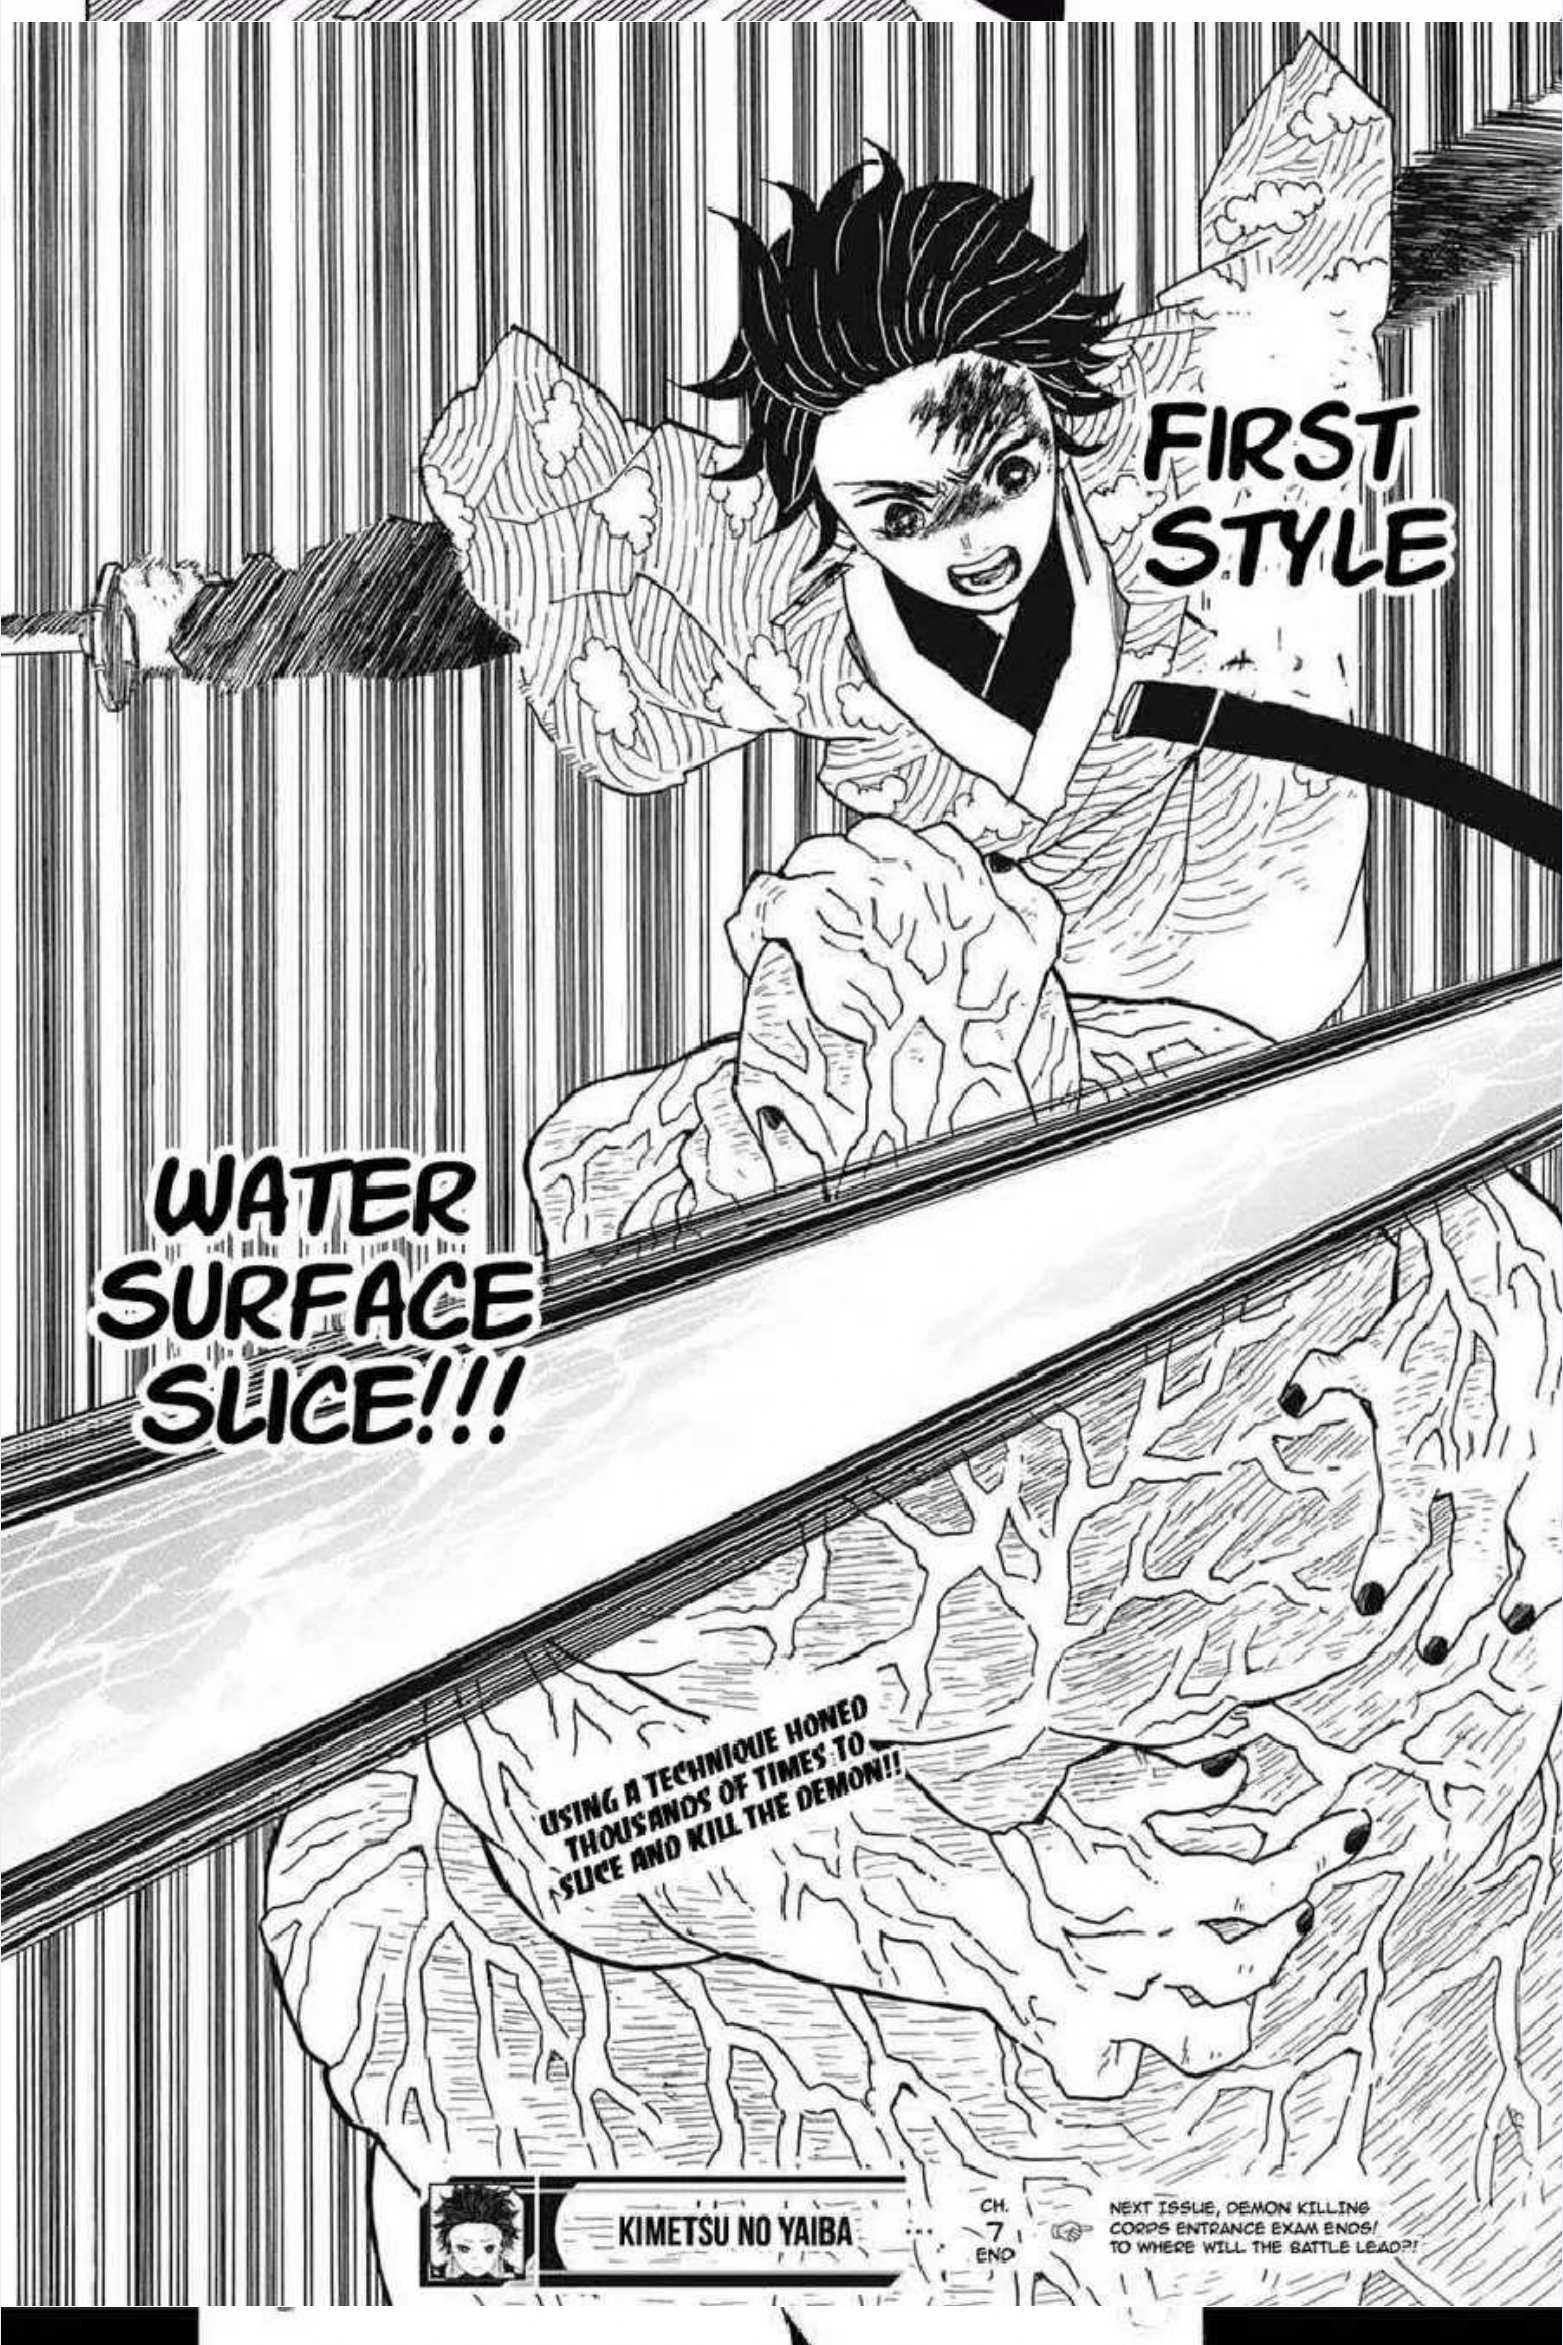 FIRST
STYLE
WATER
SURFACE
SLICE!!!
USING A TECHNIQUE HONED
THOUSANDS OF TIMES TO
SLICE AND KILL THE DEMON!!
KIMETSU NO YAIBA
CH.
7
END
NEXT ISSUE, DEMON KILLING
CORPS ENTRANCE EXAM ENDS!
TO WHERE WILL THE BATTLE LEAD?!